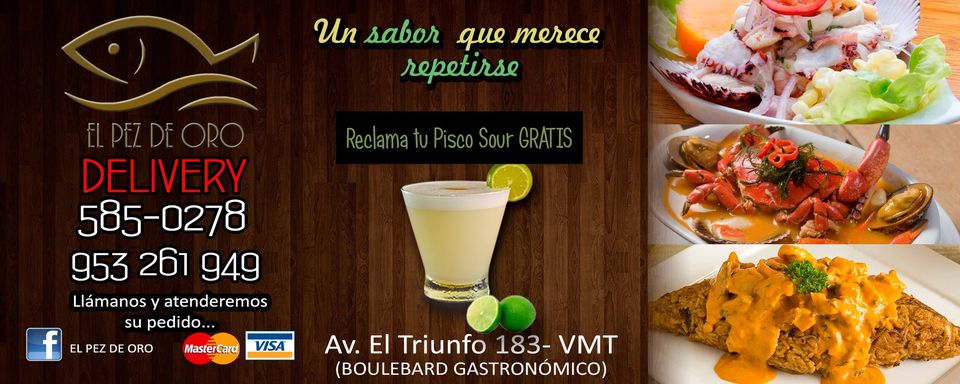 EL PEZ DE ORO
DELIVERY
585-0278
953 261 949
Llámanos y atenderemos
su pedido...
EL PEZ DE ORO
MasterCard
VISA
Un sabor que merece
repetirse
Reclama tu Pisco Sour GRATIS
Av. El Triunfo 183- VMT
(BOULEBARD GASTRONÓMICO)